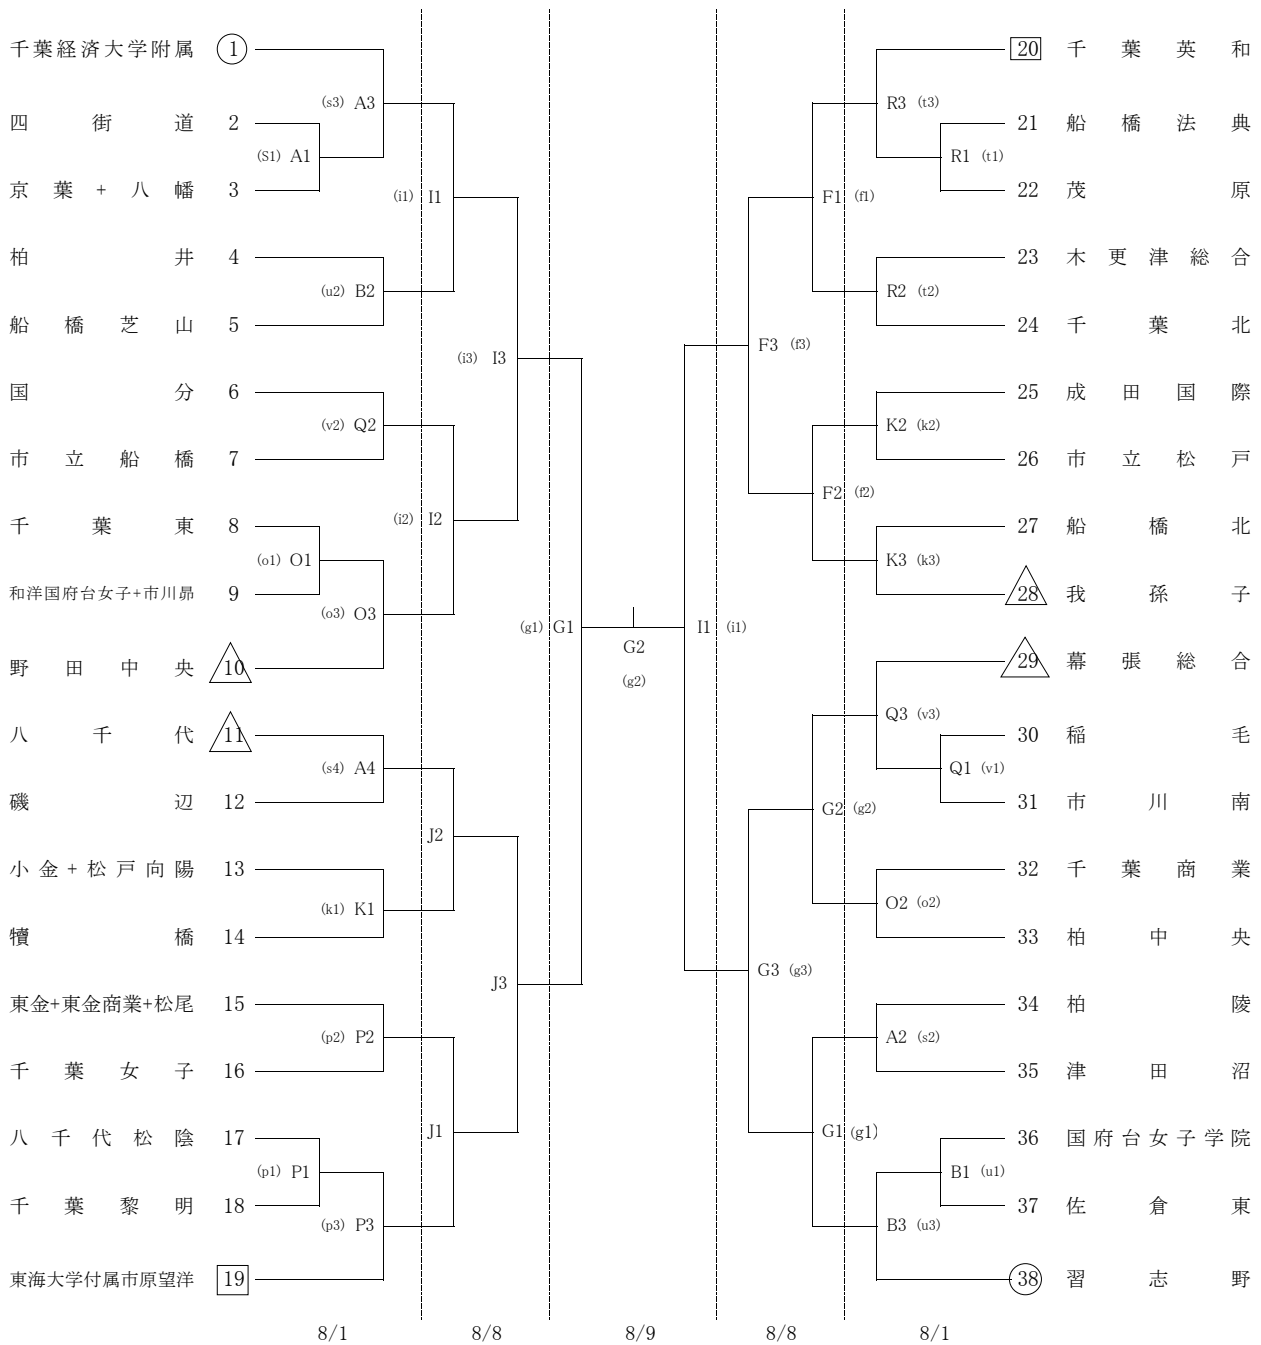 千葉経済大学附属 1
(s3) A3
四街道 2
(S1) A1
京葉+八幡 3
(i1) I1
柏井 4
(u2) B2
船橋芝山 5
(i3) I3
国分 6
(v2) Q2
市立船橋 7
(i2) I2
千葉東 8
(o1) O1
和洋国府台女子+市川昴 9
(o3) O3
(g1) G1
野田中央 10
八千代 11
(s4) A4
磯辺 12
J2
小金+松戸向陽 13
(k1) K1
犢橋 14
J3
東金+東金商業+松尾 15
(p2) P2
千葉女子 16
J1
八千代松陰 17
(p1) P1
千葉黎明 18
(p3) P3
東海大学付属市原望洋 19
G2
(g2)
20 千葉英和
R3 (t3)
21 船橋法典
R1 (t1)
22 茂原
F1 (f1)
23 木更津総合
R2 (t2)
24 千葉北
F3 (f3)
25 成田国際
K2 (k2)
26 市立松戸
F2 (f2)
27 船橋北
K3 (k3)
28 我孫子
I1 (i1)
29 幕張総合
Q3 (v3)
30 稲毛
Q1 (v1)
31 市川南
G2 (g2)
32 千葉商業
O2 (o2)
33 柏中央
G3 (g3)
34 柏陵
A2 (s2)
35 津田沼
G1 (g1)
36 国府台女子学院
B1 (u1)
37 佐倉東
B3 (u3)
38 習志野
8/1 8/8 8/9 8/8 8/1